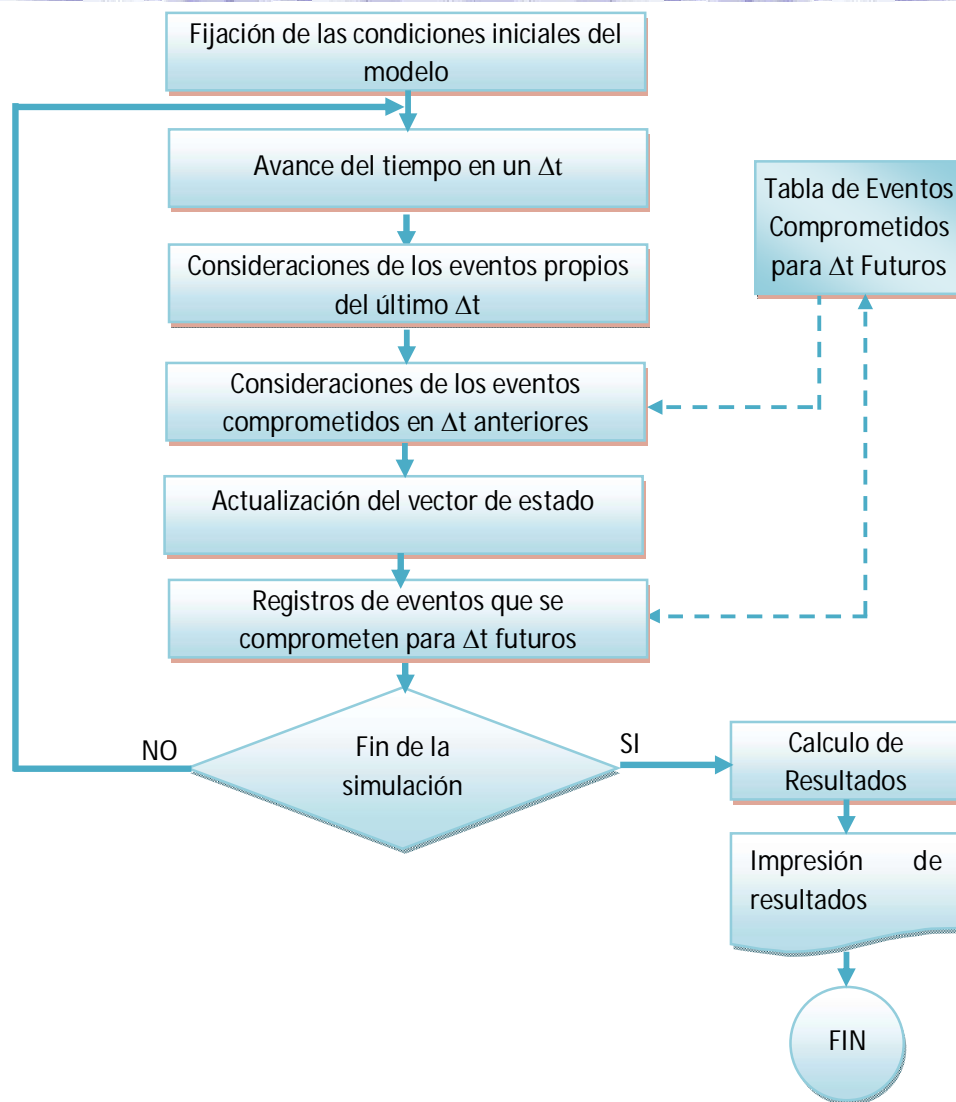 Fijación de las condiciones iniciales del
modelo
Avance del tiempo en un Δt
Tabla de Eventos
Comprometidos
para Δt Futuros
Consideraciones de los eventos propios
del último Δt
Consideraciones de los eventos
comprometidos en Δt anteriores
Actualización del vector de estado
Registros de eventos que se
comprometen para Δt futuros
NO
Fin de la
simulación
SI
Calculo de
Resultados
Impresión de
resultados
FIN